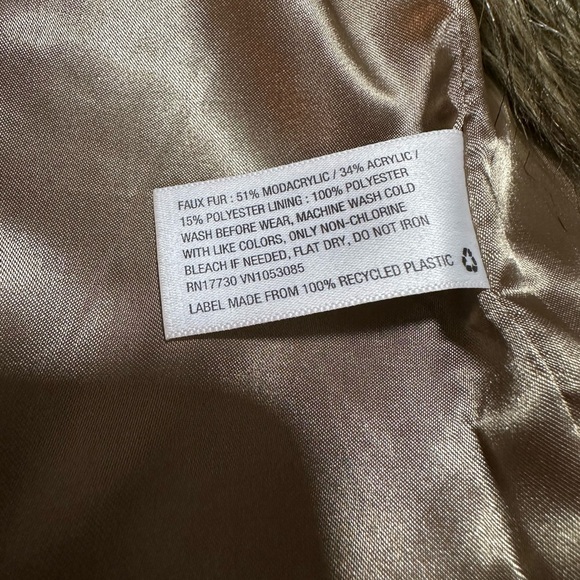 FAUX FUR : 51% MODACRYLIC / 34% ACRYLIC /
15% POLYESTER LINING : 100% POLYESTER
WASH BEFORE WEAR, MACHINE WASH COLD
WITH LIKE COLORS, ONLY NON-CHLORINE
BLEACH IF NEEDED, FLAT DRY, DO NOT IRON
RN17730 VN1053085
LABEL MADE FROM 100% RECYCLED PLASTIC